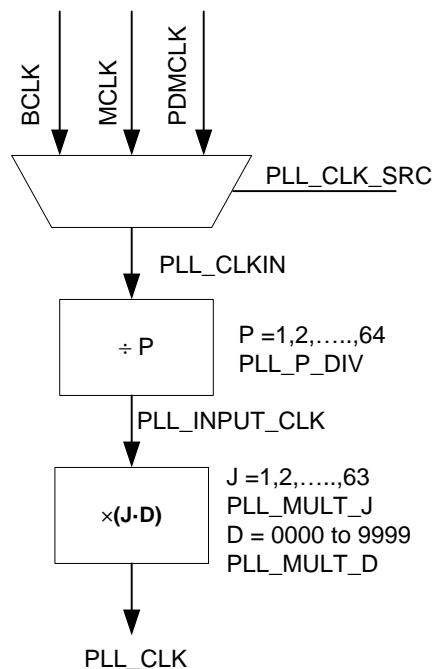 BCLK
MCLK
PDMCLK
PLL_CLK_SRC
PLL_CLKIN
÷ P
P =1,2,.....,64
PLL_P_DIV
PLL_INPUT_CLK
×(J·D)
J =1,2,.....,63
PLL_MULT_J
D = 0000 to 9999
PLL_MULT_D
PLL_CLK